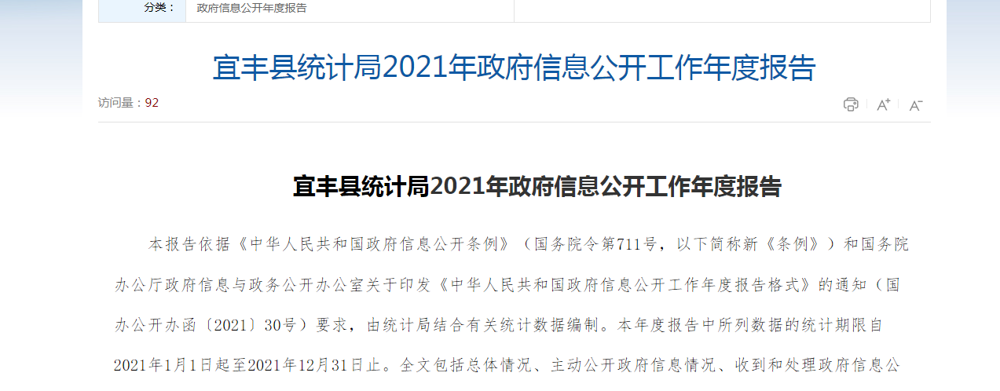 分类： 政府信息公开年度报告
宜丰县统计局2021年政府信息公开工作年度报告
访问量：92
A+ A-
宜丰县统计局2021年政府信息公开工作年度报告
本报告依据《中华人民共和国政府信息公开条例》（国务院令第711号，以下简称新《条例》）和国务院
办公厅政府信息与政务公开办公室关于印发《中华人民共和国政府信息公开工作年度报告格式》的通知（国
办公开办函〔2021〕30号）要求，由统计局结合有关统计数据编制。本年度报告中所列数据的统计期限自
2021年1月1日起至2021年12月31日止。全文包括总体情况、主动公开政府信息情况、收到和处理政府信息公